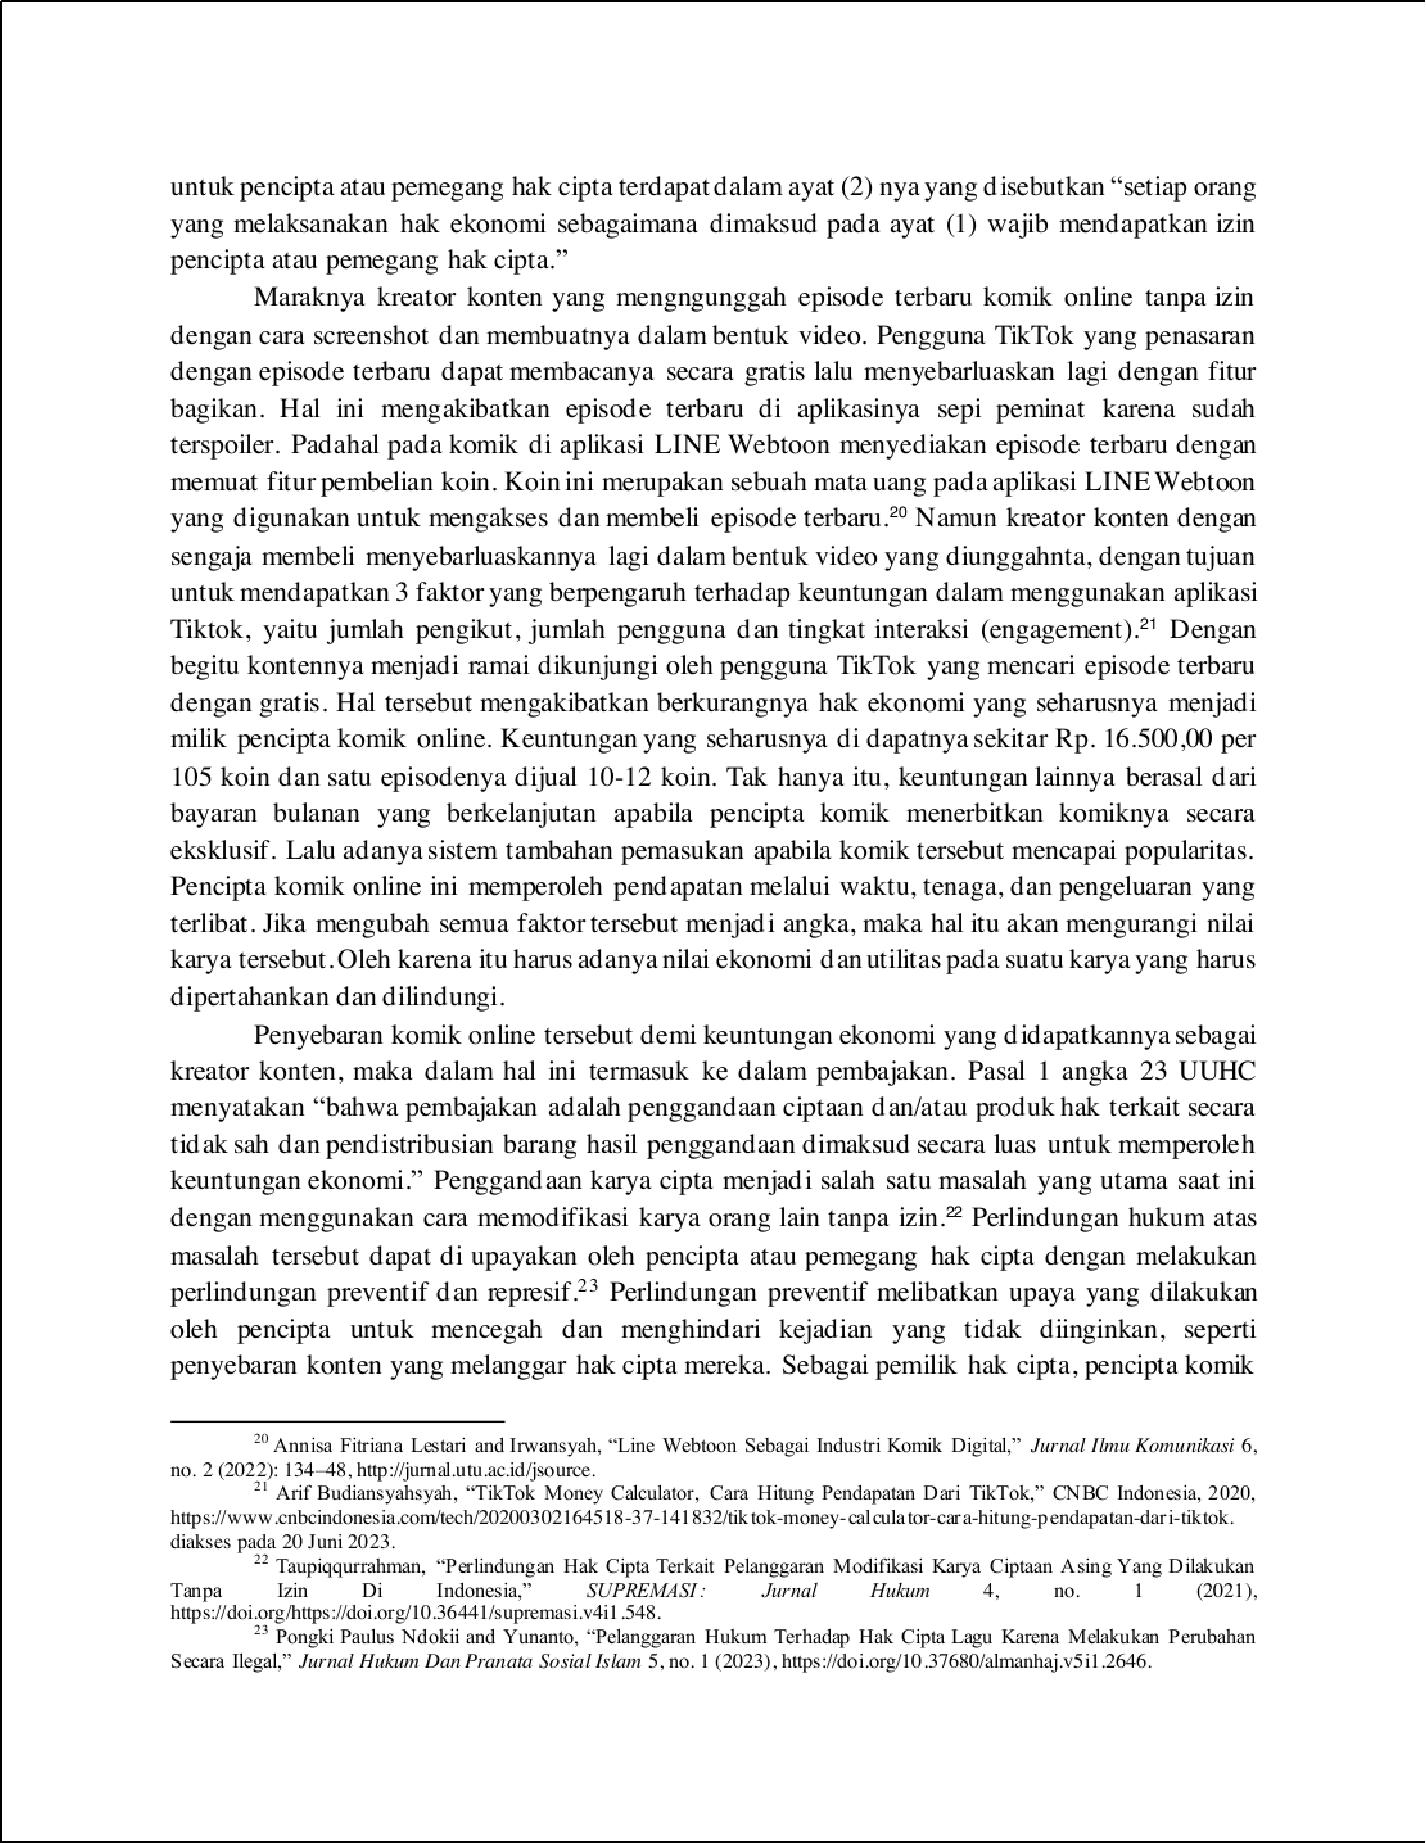 untuk pencipta atau pemegang hak cipta terdapat dalam ayat (2) nya yang disebutkan “setiap orang
yang melaksanakan hak ekonomi sebagaimana dimaksud pada ayat (1) wajib mendapatkan izin
pencipta atau pemegang hak cipta.”
Maraknya kreator konten yang mengngunggah episode terbaru komik online tanpa izin
dengan cara screenshot dan membuatnya dalam bentuk video. Pengguna TikTok yang penasaran
dengan episode terbaru dapat membacanya secara gratis lalu menyebarluaskan lagi dengan fitur
bagikan. Hal ini mengakibatkan episode terbaru di aplikasinya sepi peminat karena sudah
terspoiler. Padahal pada komik di aplikasi LINE Webtoon menyediakan episode terbaru dengan
memuat fitur pembelian koin. Koin ini merupakan sebuah mata uang pada aplikasi LINE Webtoon
yang digunakan untuk mengakses dan membeli episode terbaru.20 Namun kreator konten dengan
sengaja membeli menyebarluaskannya lagi dalam bentuk video yang diunggahnta, dengan tujuan
untuk mendapatkan 3 faktor yang berpengaruh terhadap keuntungan dalam menggunakan aplikasi
Tiktok, yaitu jumlah pengikut, jumlah pengguna dan tingkat interaksi (engagement).21 Dengan
begitu kontennya menjadi ramai dikunjungi oleh pengguna TikTok yang mencari episode terbaru
dengan gratis. Hal tersebut mengakibatkan berkurangnya hak ekonomi yang seharusnya menjadi
milik pencipta komik online. Keuntungan yang seharusnya di dapatnya sekitar Rp. 16.500,00 per
105 koin dan satu episodenya dijual 10-12 koin. Tak hanya itu, keuntungan lainnya berasal dari
bayaran bulanan yang berkelanjutan apabila pencipta komik menerbitkan komiknya secara
eksklusif. Lalu adanya sistem tambahan pemasukan apabila komik tersebut mencapai popularitas.
Pencipta komik online ini memperoleh pendapatan melalui waktu, tenaga, dan pengeluaran yang
terlibat. Jika mengubah semua faktor tersebut menjadi angka, maka hal itu akan mengurangi nilai
karya tersebut. Oleh karena itu harus adanya nilai ekonomi dan utilitas pada suatu karya yang harus
dipertahankan dan dilindungi.
Penyebaran komik online tersebut demi keuntungan ekonomi yang didapatkannya sebagai
kreator konten, maka dalam hal ini termasuk ke dalam pembajakan. Pasal 1 angka 23 UUHC
menyatakan “bahwa pembajakan adalah penggandaan ciptaan dan/atau produk hak terkait secara
tidak sah dan pendistribusian barang hasil penggandaan dimaksud secara luas untuk memperoleh
keuntungan ekonomi.” Penggandaan karya cipta menjadi salah satu masalah yang utama saat ini
dengan menggunakan cara memodifikasi karya orang lain tanpa izin.22 Perlindungan hukum atas
masalah tersebut dapat di upayakan oleh pencipta atau pemegang hak cipta dengan melakukan
perlindungan preventif dan represif.23 Perlindungan preventif melibatkan upaya yang dilakukan
oleh pencipta untuk mencegah dan menghindari kejadian yang tidak diinginkan, seperti
penyebaran konten yang melanggar hak cipta mereka. Sebagai pemilik hak cipta, pencipta komik
20 Annisa Fitriana Lestari and Irwansyah, “Line Webtoon Sebagai Industri Komik Digital,” Jurnal Ilmu Komunikasi 6,
no. 2 (2022): 134–48, http://jurnal.utu.ac.id/jsource.
21 Arif Budiansyahsyah, “TikTok Money Calculator, Cara Hitung Pendapatan Dari TikTok,” CNBC Indonesia, 2020,
https://www.cnbcindonesia.com/tech/20200302164518-37-141832/tiktok-money-calculator-cara-hitung-pendapatan-dari-tiktok.
diakses pada 20 Juni 2023.
22 Taupiqqurrahman, “Perlindungan Hak Cipta Terkait Pelanggaran Modifikasi Karya Ciptaan Asing Yang Dilakukan
Tanpa Izin Di Indonesia,” SUPREMASI : Jurnal Hukum 4, no. 1 (2021),
https://doi.org/https://doi.org/10.36441/supremasi.v4i1.548.
23 Pongki Paulus Ndokii and Yunanto, “Pelanggaran Hukum Terhadap Hak Cipta Lagu Karena Melakukan Perubahan
Secara Ilegal,” Jurnal Hukum Dan Pranata Sosial Islam 5, no. 1 (2023), https://doi.org/10.37680/almanhaj.v5i1.2646.